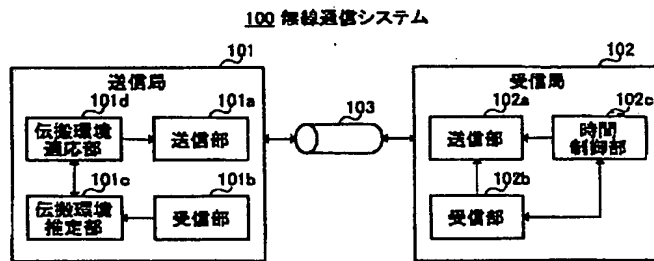 100 無線通信システム
101
送信局
101d
伝搬環境
適応部
101a
送信部
101c
伝搬環境
推定部
101b
受信部
103
102
受信局
102a
送信部
102c
時間
制御部
102b
受信部